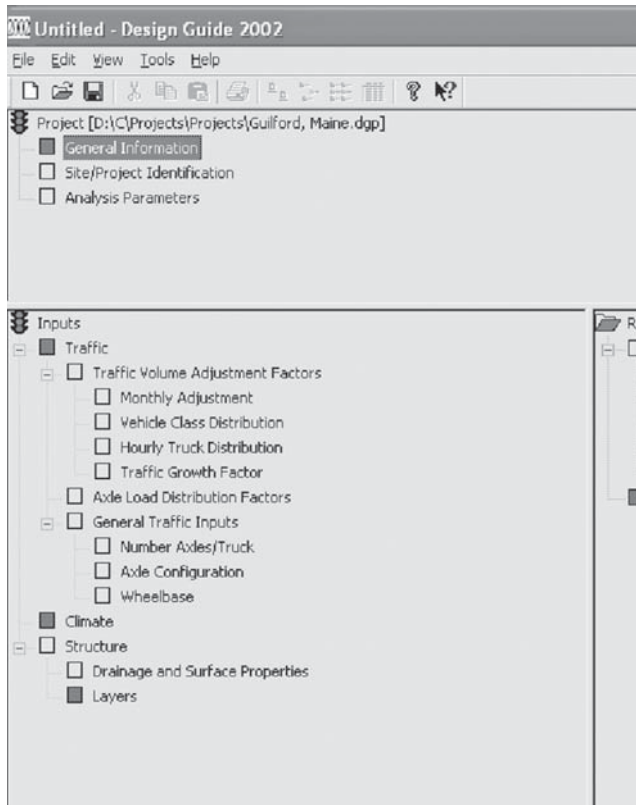 Untitled - Design Guide 2002
File Edit View Tools Help
Project [D:\C\Projects\Projects\Guilford, Maine.dgp]
General Information
Site/Project Identification
Analysis Parameters
Inputs
Traffic
Traffic Volume Adjustment Factors
Monthly Adjustment
Vehicle Class Distribution
Hourly Truck Distribution
Traffic Growth Factor
Axle Load Distribution Factors
General Traffic Inputs
Number Axles/Truck
Axle Configuration
Wheelbase
Climate
Structure
Drainage and Surface Properties
Layers
R